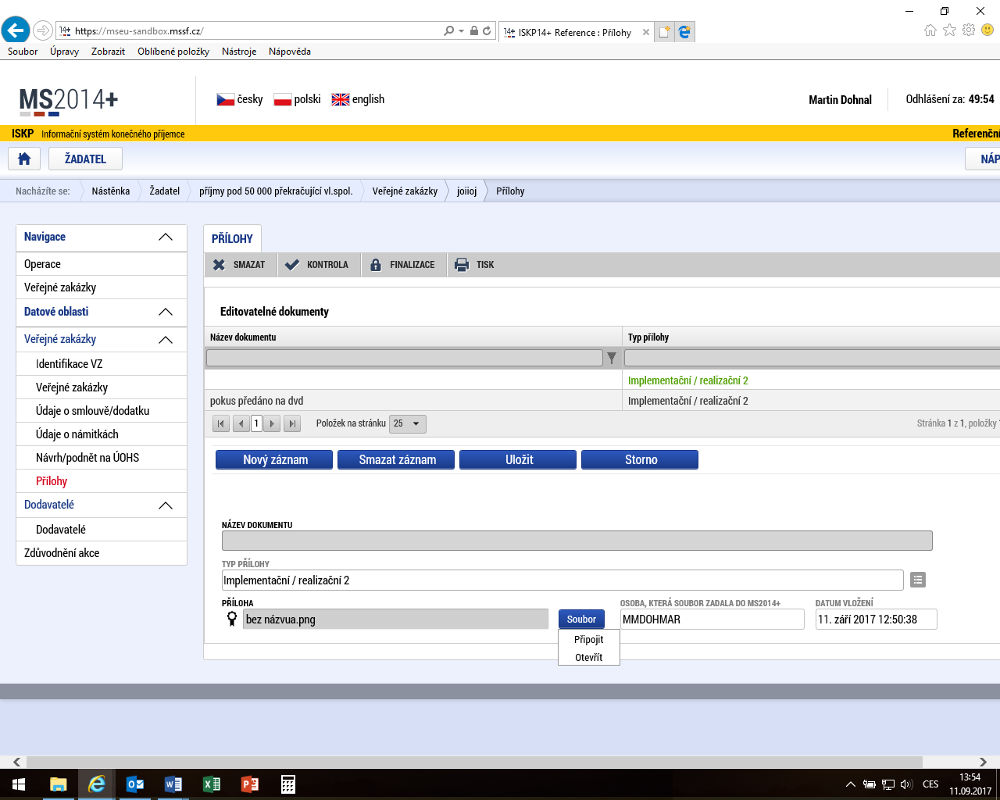 https://mseu-sandbox.mssf.cz/
ISKP14+ Reference : Přílohy
Soubor Úpravy Zobrazit Oblíbené položky Nástroje Nápověda
MS2014+
česky polski english
Martin Dohnal Odhlášení za: 49:54
ISKP Informační systém konečného příjemce Referenčni
ŽADATEL NÁP
Nacházíte se: Nástěnka Žadatel příjmy pod 50 000 překračující vl.spol. Veřejné zakázky joiioj Přílohy
Navigace
Operace
Veřejné zakázky
Datové oblasti
Veřejné zakázky
Identifikace VZ
Veřejné zakázky
Údaje o smlouvě/dodatku
Údaje o námitkách
Návrh/podnět na ÚOHS
Přílohy
Dodavatelé
Dodavatelé
Zdůvodnění akce
PŘÍLOHY
SMAZAT KONTROLA FINALIZACE TISK
Editovatelné dokumenty
Název dokumentu Typ přílohy
Implementační / realizační 2
pokus předáno na dvd Implementační / realizační 2
1 Položek na stránku 25 Stránka 1 z 1, položky 1
Nový záznam Smazat záznam Uložit Storno
NÁZEV DOKUMENTU
TYP PŘÍLOHY
Implementační / realizační 2
PŘÍLOHA OSOBA, KTERÁ SOUBOR ZADALA DO MS2014+ DATUM VLOŽENÍ
bez názvua.png Soubor MMDOHMAR 11. září 2017 12:50:38
Připojit
Otevřít
CES 13:54
11.09.2017